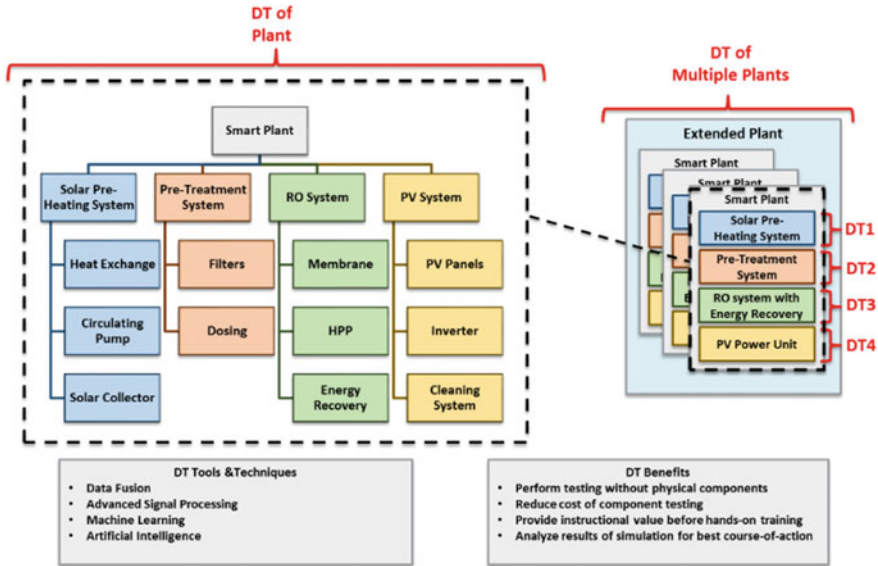 DT of
Plant
DT of
Multiple Plants
Smart Plant
Solar Pre-
Heating System
Pre-Treatment
System
RO System
PV System
Heat Exchange
Filters
Membrane
PV Panels
Circulating
Pump
Dosing
HPP
Inverter
Solar Collector
Energy
Recovery
Cleaning
System
Extended Plant
Smart Plant
Smart Plant
Smart Plant
Solar Pre-
Heating System
DT1
Pre-Treatment
System
DT2
RO system with
Energy Recovery
DT3
PV Power Unit
DT4
DT Tools &Techniques
• Data Fusion
• Advanced Signal Processing
• Machine Learning
• Artificial Intelligence
DT Benefits
• Perform testing without physical components
• Reduce cost of component testing
• Provide instructional value before hands-on training
• Analyze results of simulation for best course-of-action